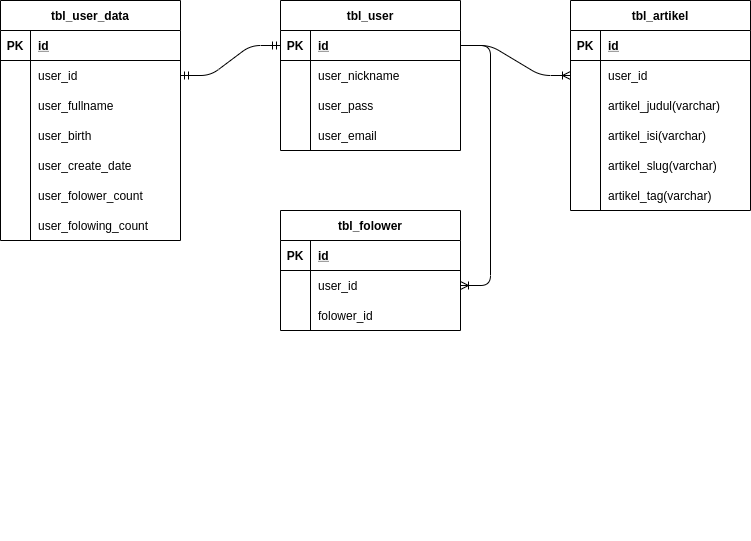 tbl_user_data
PK id
user_id
user_fullname
user_birth
user_create_date
user_folower_count
user_folowing_count
tbl_user
PK id
user_nickname
user_pass
user_email
tbl_artikel
PK id
user_id
artikel_judul(varchar)
artikel_isi(varchar)
artikel_slug(varchar)
artikel_tag(varchar)
tbl_folower
PK id
user_id
folower_id